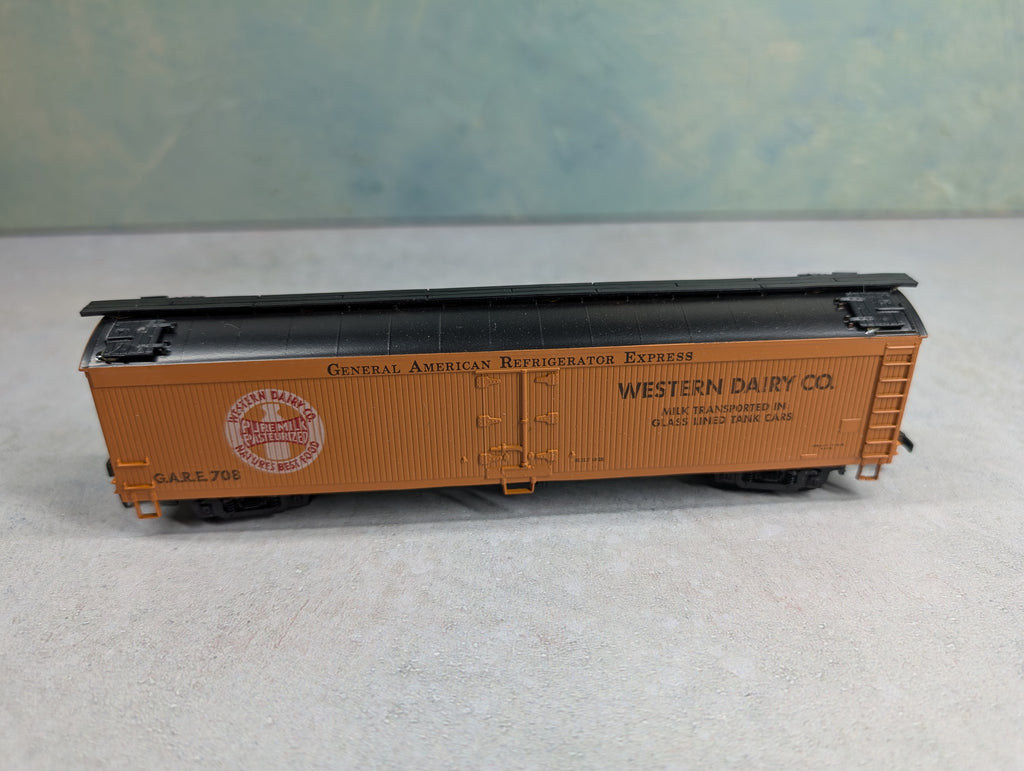 GENERAL AMERICAN REFRIGERATOR EXPRESS
WESTERN DAIRY CO.
PURE MILK
PASTEURIZED
NATURE'S BEST FOOD
G.A.R.E. 708
WESTERN DAIRY CO.
MILK TRANSPORTED IN
GLASS LINED TANK CARS